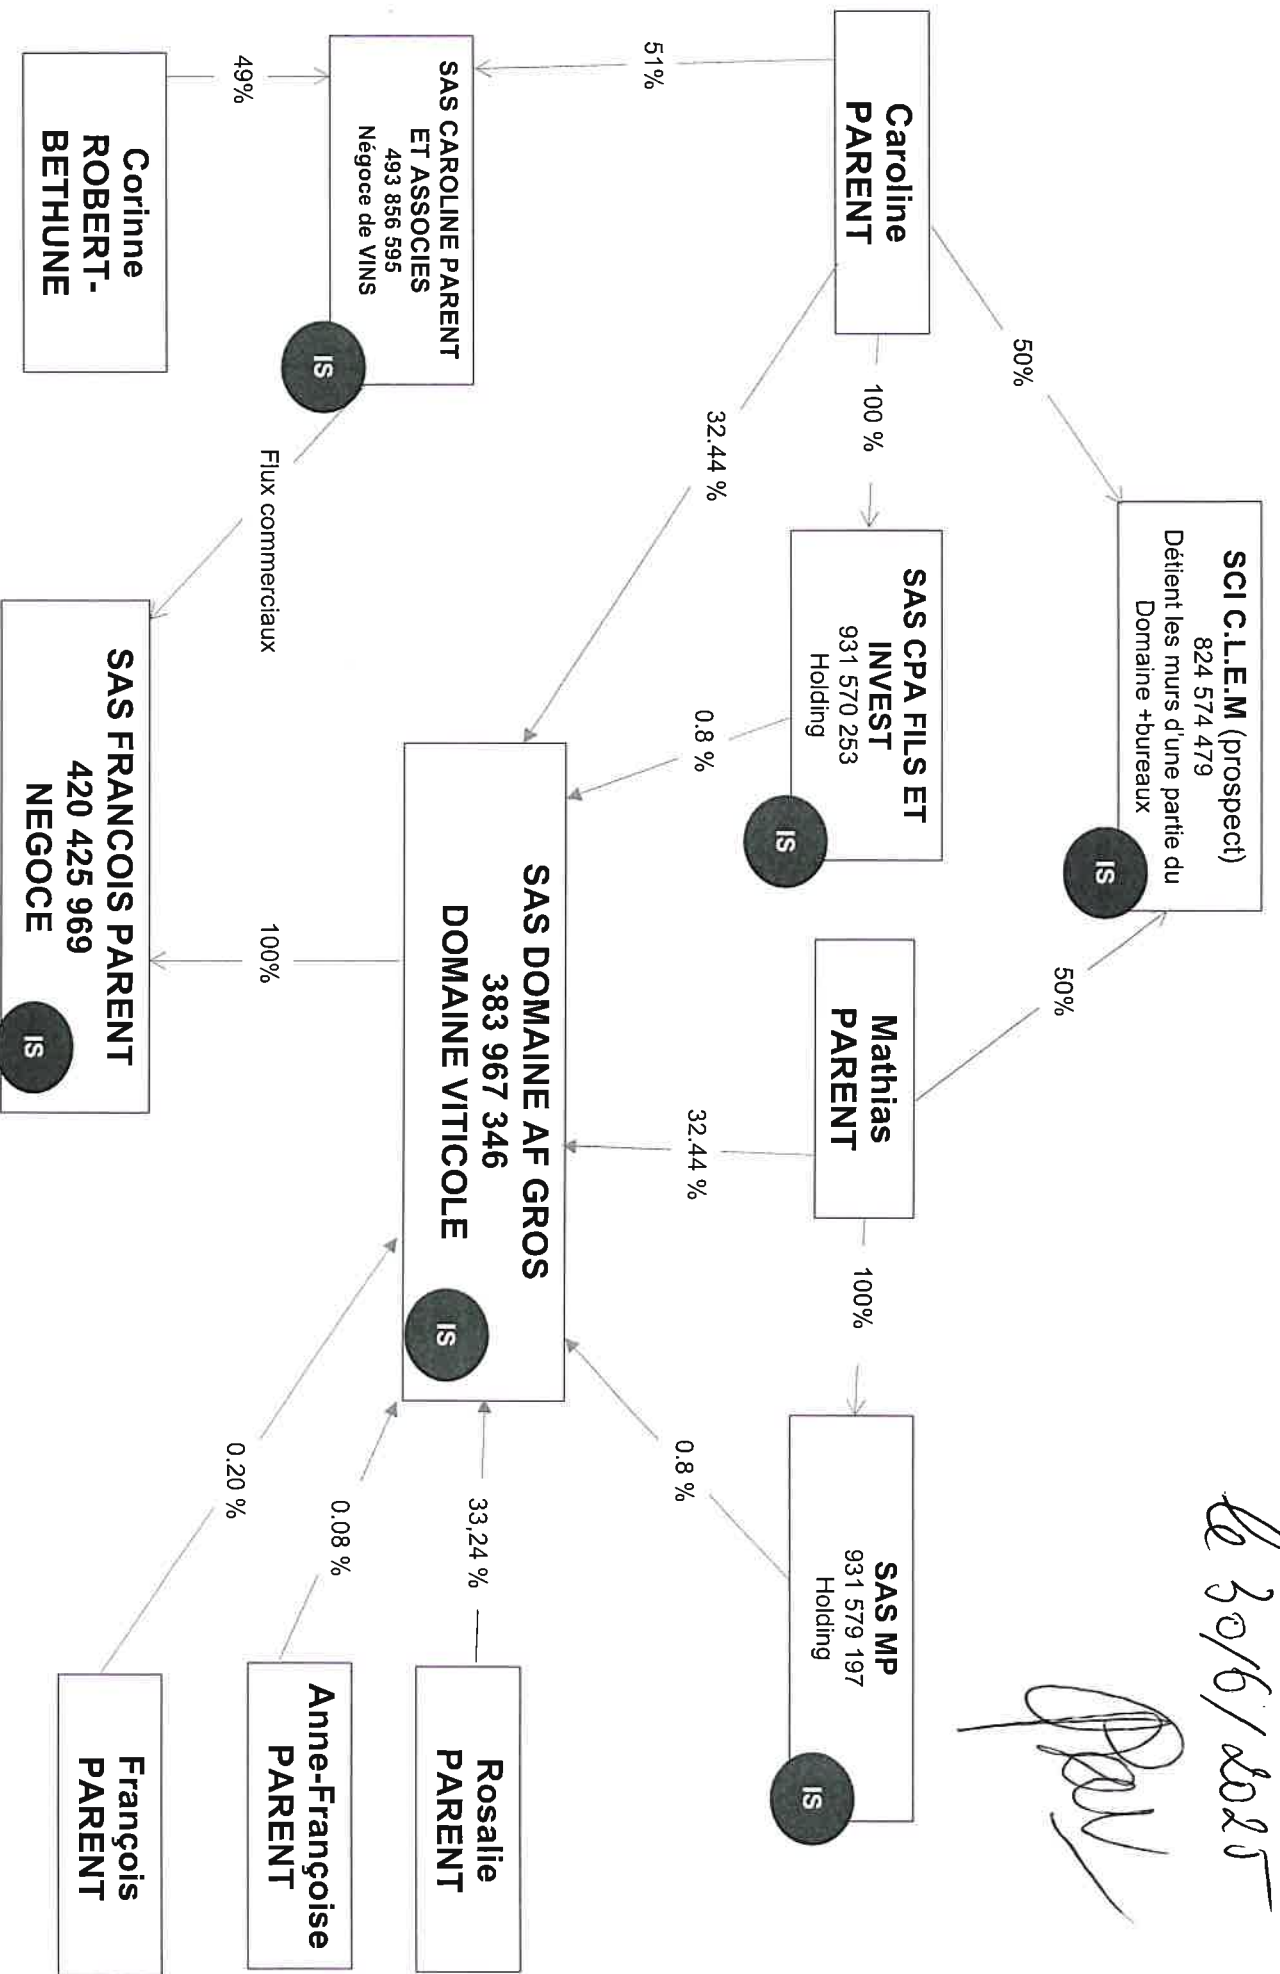 le 30/6/2025
SCI C.L.E.M (prospect)
824 574 479
Détient les murs d'une partie du
Domaine +bureaux
IS
50%
50%
Caroline
PARENT
100 %
SAS CPA FILS ET
INVEST
931 570 253
Holding
IS
Mathias
PARENT
100%
SAS MP
931 579 197
Holding
IS
51%
32.44 %
0.8 %
32.44 %
0.8 %
SAS CAROLINE PARENT
ET ASSOCIES
493 856 595
Négoce de VINS
IS
SAS DOMAINE AF GROS
383 967 346
DOMAINE VITICOLE
IS
33,24 %
Rosalie
PARENT
0.08 %
Anne-Françoise
PARENT
0.20 %
François
PARENT
49%
Corinne
ROBERT-
BETHUNE
Flux commerciaux
100%
SAS FRANCOIS PARENT
420 425 969
NEGOCE
IS